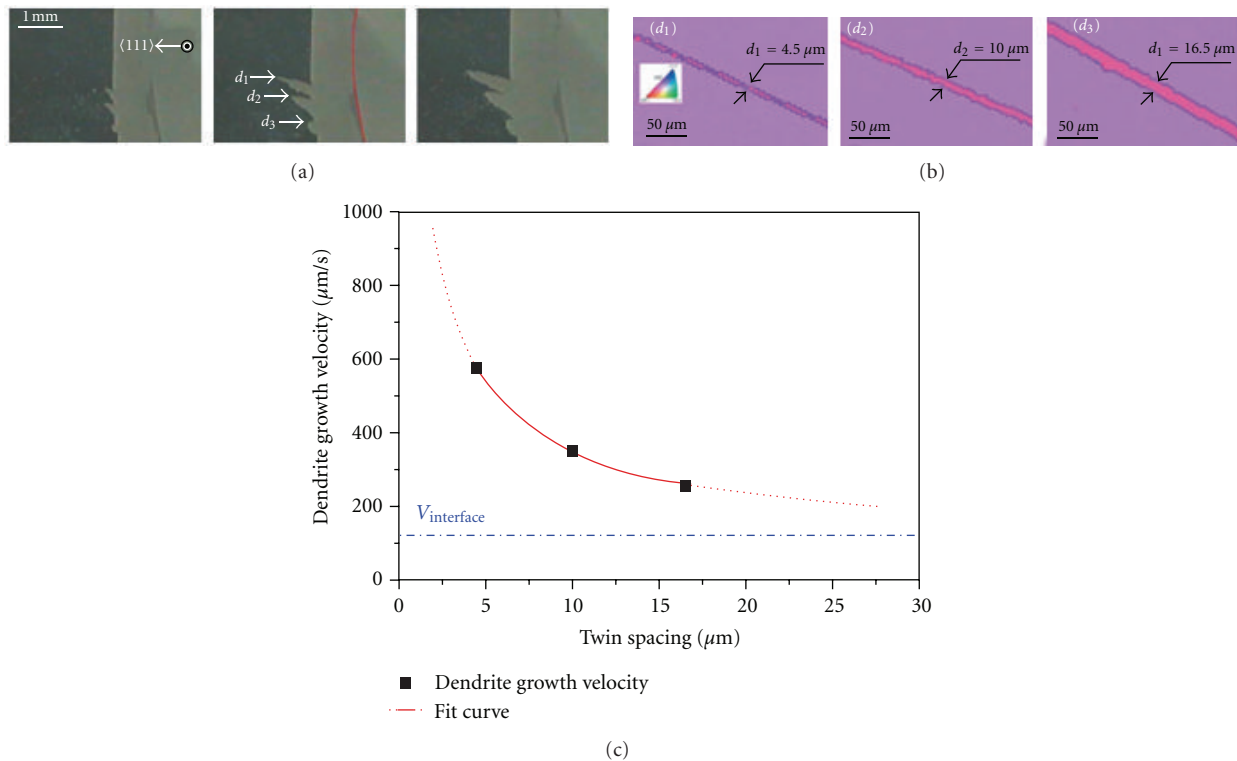 1 mm
⟨111⟩
d1
d2
d3
(a)
(d1)
d1 = 4.5 μm
50 μm
(d2)
d2 = 10 μm
50 μm
(d3)
d1 = 16.5 μm
50 μm
(b)
Dendrite growth velocity (μm/s)
1000
800
600
400
200
0
Vinterface
0 5 10 15 20 25 30
Twin spacing (μm)
Dendrite growth velocity
Fit curve
(c)